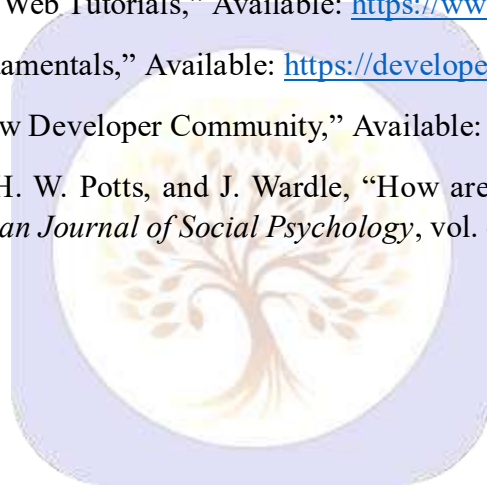 Web Tutorials,” Available: https://ww
amentals,” Available: https://develope
w Developer Community,” Available:
H. W. Potts, and J. Wardle, “How are
an Journal of Social Psychology, vol.